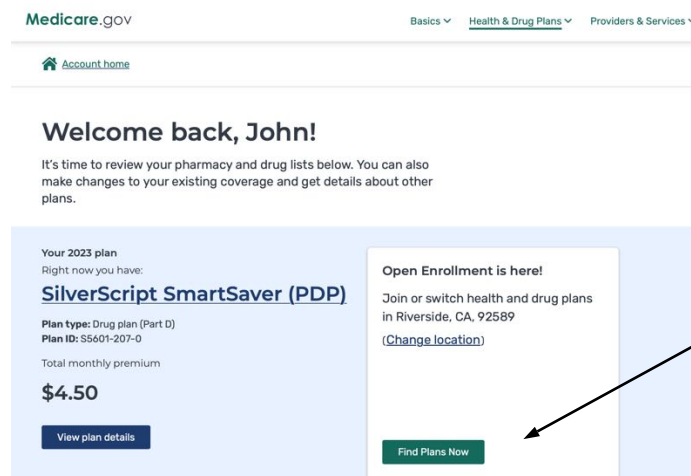 Medicare.gov
Basics Health & Drug Plans Providers & Services
Account home
Welcome back, John!
It's time to review your pharmacy and drug lists below. You can also
make changes to your existing coverage and get details about other
plans.
Your 2023 plan
Right now you have:
SilverScript SmartSaver (PDP)
Plan type: Drug plan (Part D)
Plan ID: S5601-207-0
Total monthly premium
$4.50
View plan details
Open Enrollment is here!
Join or switch health and drug plans
in Riverside, CA, 92589
(Change location)
Find Plans Now